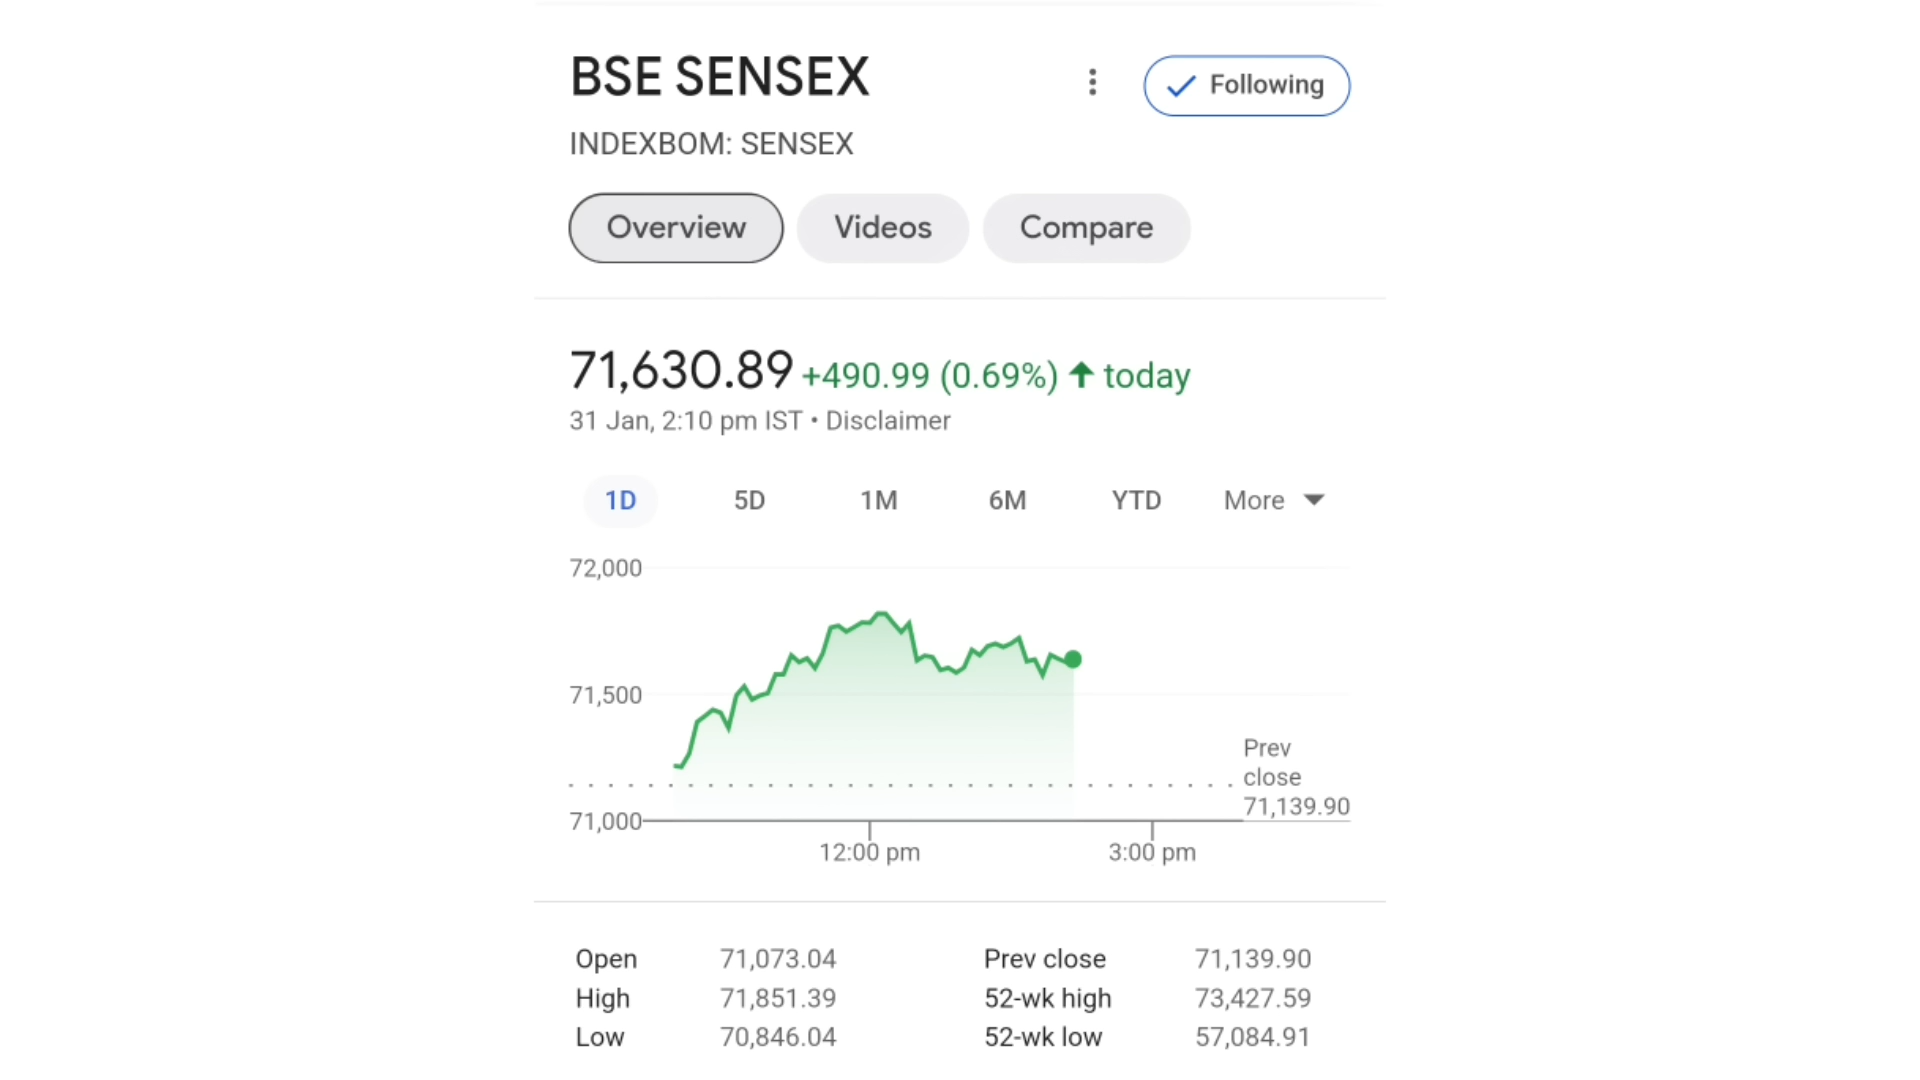 BSE SENSEX
Following
INDEXBOM: SENSEX
Overview Videos Compare
71,630.89 +490.99 (0.69%) ↑ today
31 Jan, 2:10 pm IST • Disclaimer
1D 5D 1M 6M YTD More
72,000
71,500
Prev
close
71,139.90
71,000
12:00 pm 3:00 pm
Open 71,073.04 Prev close 71,139.90
High 71,851.39 52-wk high 73,427.59
Low 70,846.04 52-wk low 57,084.91